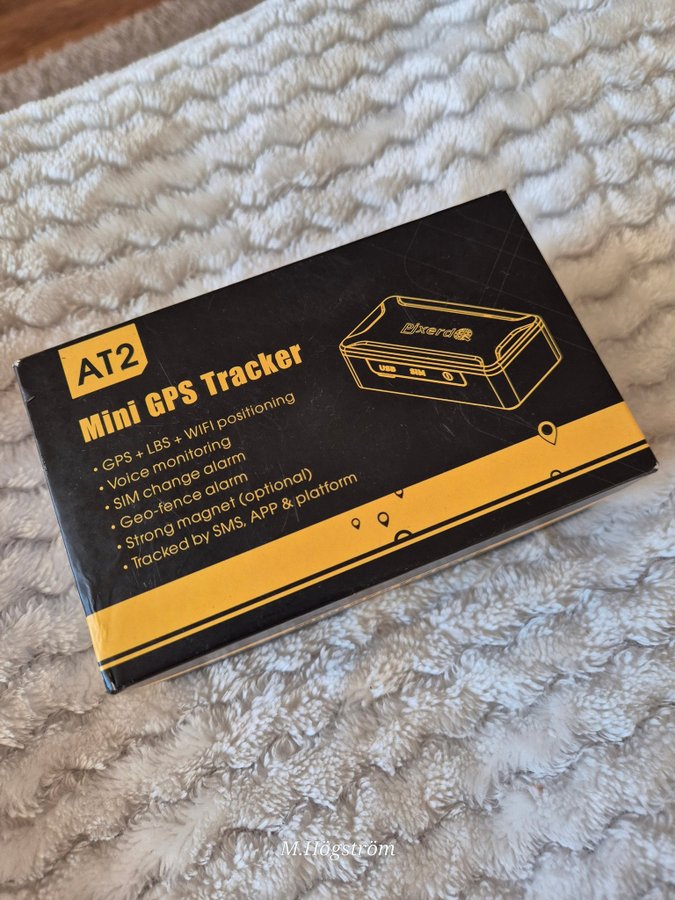 AT2
Mini GPS Tracker
• GPS + LBS + WIFI positioning
• Voice monitoring
• SIM change alarm
• Geo-fence alarm
• Strong magnet (optional)
• Tracked by SMS, APP & platform
USB SIM
M.Högström